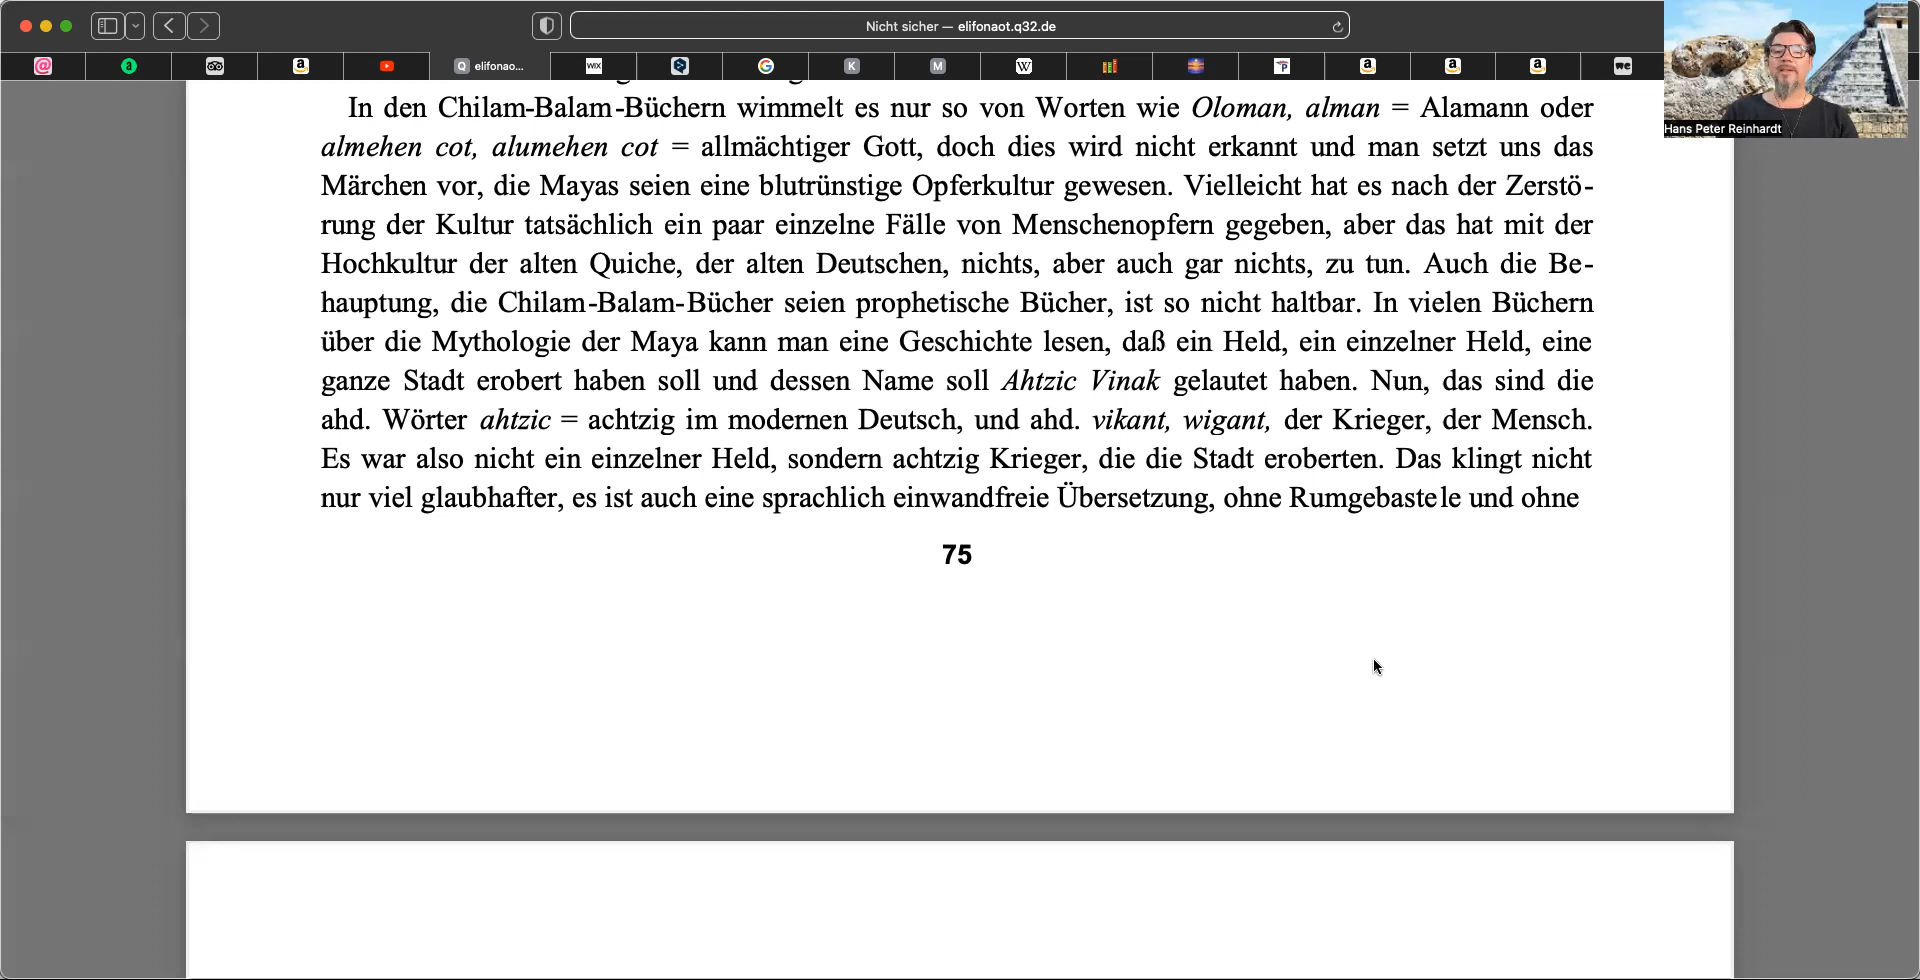 Nicht sicher — elifonaot.q32.de
elifonao...
Hans Peter Reinhardt
In den Chilam-Balam-Büchern wimmelt es nur so von Worten wie Oloman, alman = Alamann oder
almehen cot, alumehen cot = allmächtiger Gott, doch dies wird nicht erkannt und man setzt uns das
Märchen vor, die Mayas seien eine blutrünstige Opferkultur gewesen. Vielleicht hat es nach der Zerstö-
rung der Kultur tatsächlich ein paar einzelne Fälle von Menschenopfern gegeben, aber das hat mit der
Hochkultur der alten Quiche, der alten Deutschen, nichts, aber auch gar nichts, zu tun. Auch die Be-
hauptung, die Chilam-Balam-Bücher seien prophetische Bücher, ist so nicht haltbar. In vielen Büchern
über die Mythologie der Maya kann man eine Geschichte lesen, daß ein Held, ein einzelner Held, eine
ganze Stadt erobert haben soll und dessen Name soll Ahtzic Vinak gelautet haben. Nun, das sind die
ahd. Wörter ahtzic = achtzig im modernen Deutsch, und ahd. vikant, wigant, der Krieger, der Mensch.
Es war also nicht ein einzelner Held, sondern achtzig Krieger, die die Stadt eroberten. Das klingt nicht
nur viel glaubhafter, es ist auch eine sprachlich einwandfreie Übersetzung, ohne Rumgebastele und ohne
75